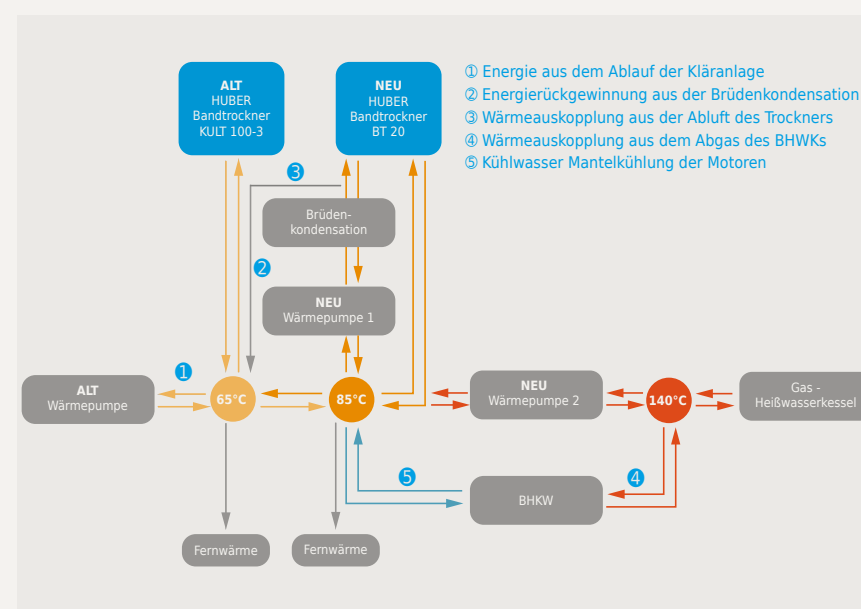 ALT
HUBER
Bandtrockner
KULT 100-3
NEU
HUBER
Bandtrockner
BT 20
① Energie aus dem Ablauf der Kläranlage
② Energierückgewinnung aus der Brüdenkondensation
③ Wärmeauskopplung aus der Abluft des Trockners
④ Wärmeauskopplung aus dem Abgas des BHWKs
⑤ Kühlwasser Mantelkühlung der Motoren
3
Brüden-
kondensation
2
NEU
Wärmepumpe 1
1
ALT
Wärmepumpe
65°C
85°C
NEU
Wärmepumpe 2
140°C
Gas -
Heißwasserkessel
5
4
BHKW
Fernwärme
Fernwärme